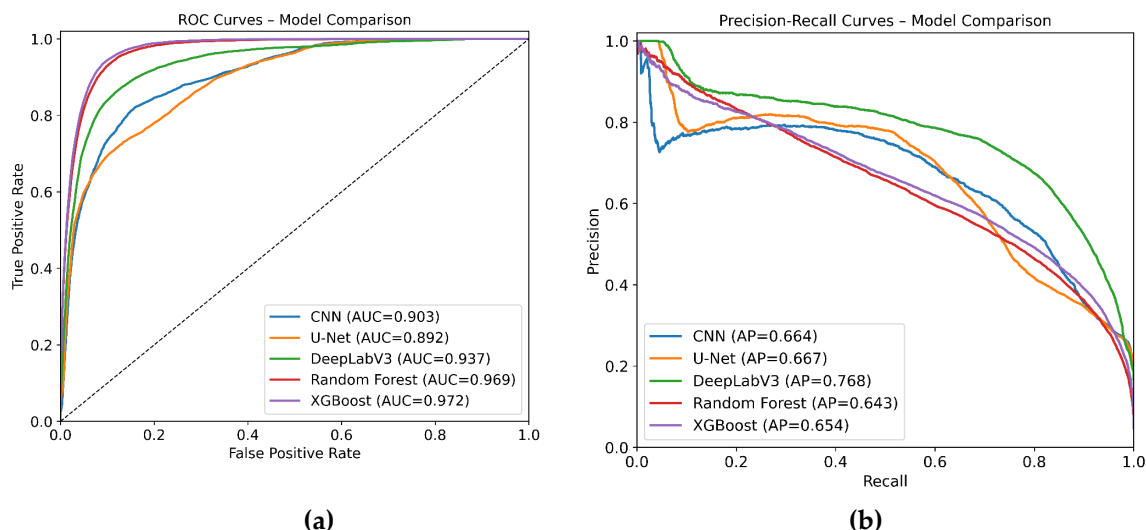 ROC Curves – Model Comparison
1.0
0.8
0.6
0.4
0.2
0.0
True Positive Rate
0.0 0.2 0.4 0.6 0.8 1.0
False Positive Rate
CNN (AUC=0.903)
U-Net (AUC=0.892)
DeepLabV3 (AUC=0.937)
Random Forest (AUC=0.969)
XGBoost (AUC=0.972)
(a)
Precision-Recall Curves – Model Comparison
1.0
0.8
0.6
0.4
0.2
0.0
Precision
0.0 0.2 0.4 0.6 0.8 1.0
Recall
CNN (AP=0.664)
U-Net (AP=0.667)
DeepLabV3 (AP=0.768)
Random Forest (AP=0.643)
XGBoost (AP=0.654)
(b)